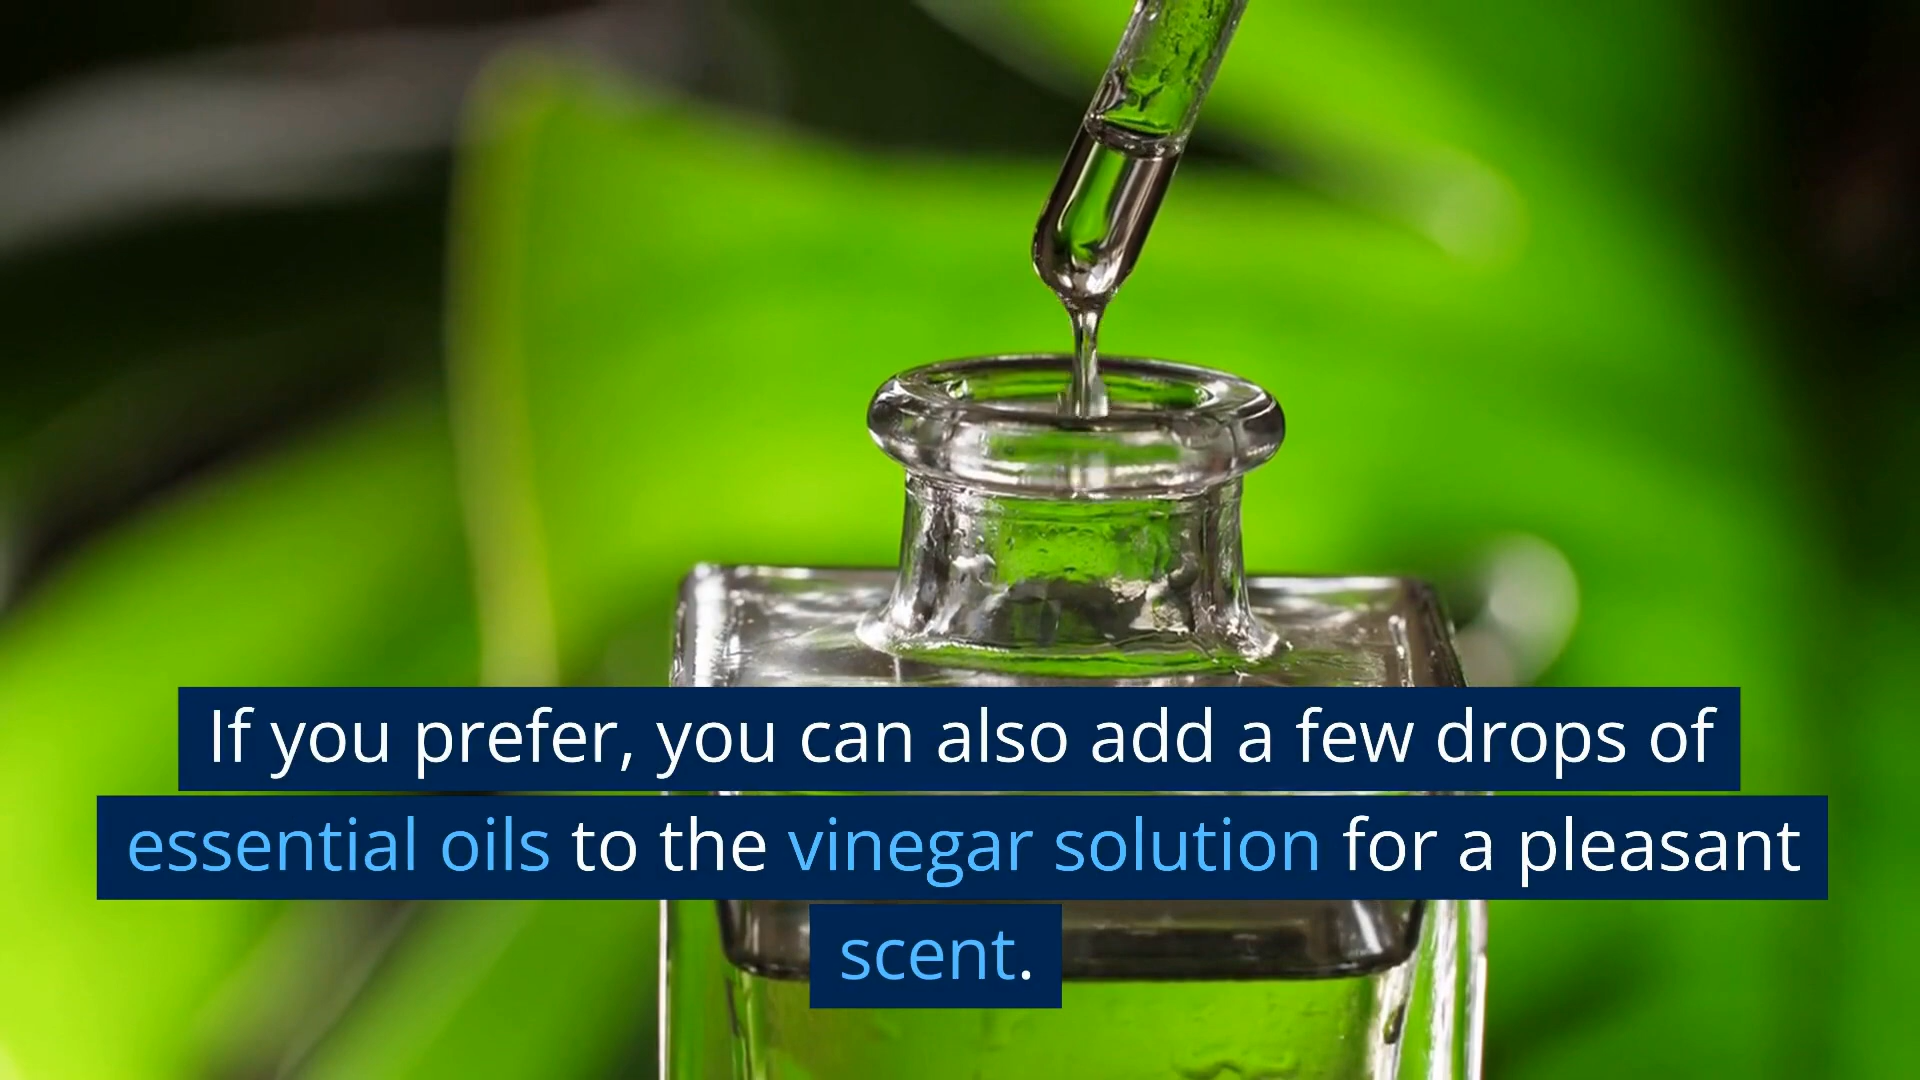 If you prefer, you can also add a few drops of
essential oils to the vinegar solution for a pleasant
scent.